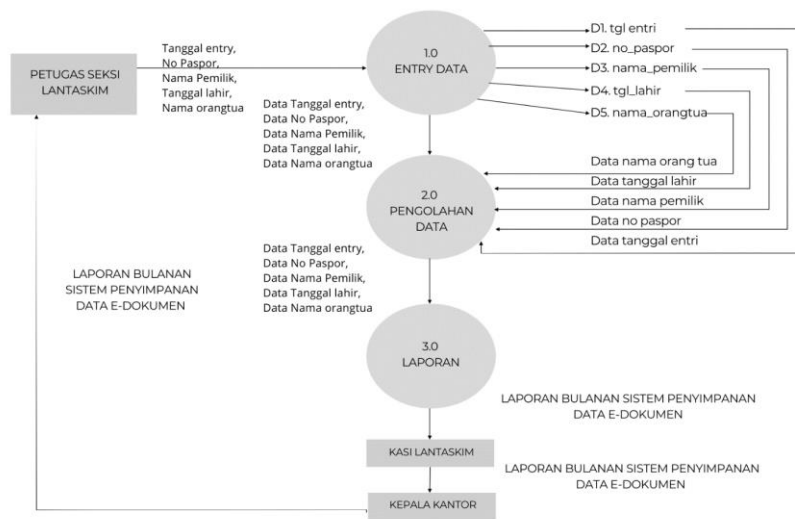 PETUGAS SEKSI
LANTASKIM
Tanggal entry,
No Paspor,
Nama Pemilik,
Tanggal lahir,
Nama orangtua
1.0
ENTRY DATA
D1. tgl entri
D2. no_paspor
D3. nama_pemilik
D4. tgl_lahir
D5. nama_orangtua
Data Tanggal entry,
Data No Paspor,
Data Nama Pemilik,
Data Tanggal lahir,
Data Nama orangtua
2.0
PENGOLAHAN
DATA
Data nama orang tua
Data tanggal lahir
Data nama pemilik
Data no paspor
Data tanggal entri
Data Tanggal entry,
Data No Paspor,
Data Nama Pemilik,
Data Tanggal lahir,
Data Nama orangtua
LAPORAN BULANAN
SISTEM PENYIMPANAN
DATA E-DOKUMEN
3.0
LAPORAN
LAPORAN BULANAN SISTEM PENYIMPANAN
DATA E-DOKUMEN
KASI LANTASKIM
LAPORAN BULANAN SISTEM PENYIMPANAN
DATA E-DOKUMEN
KEPALA KANTOR